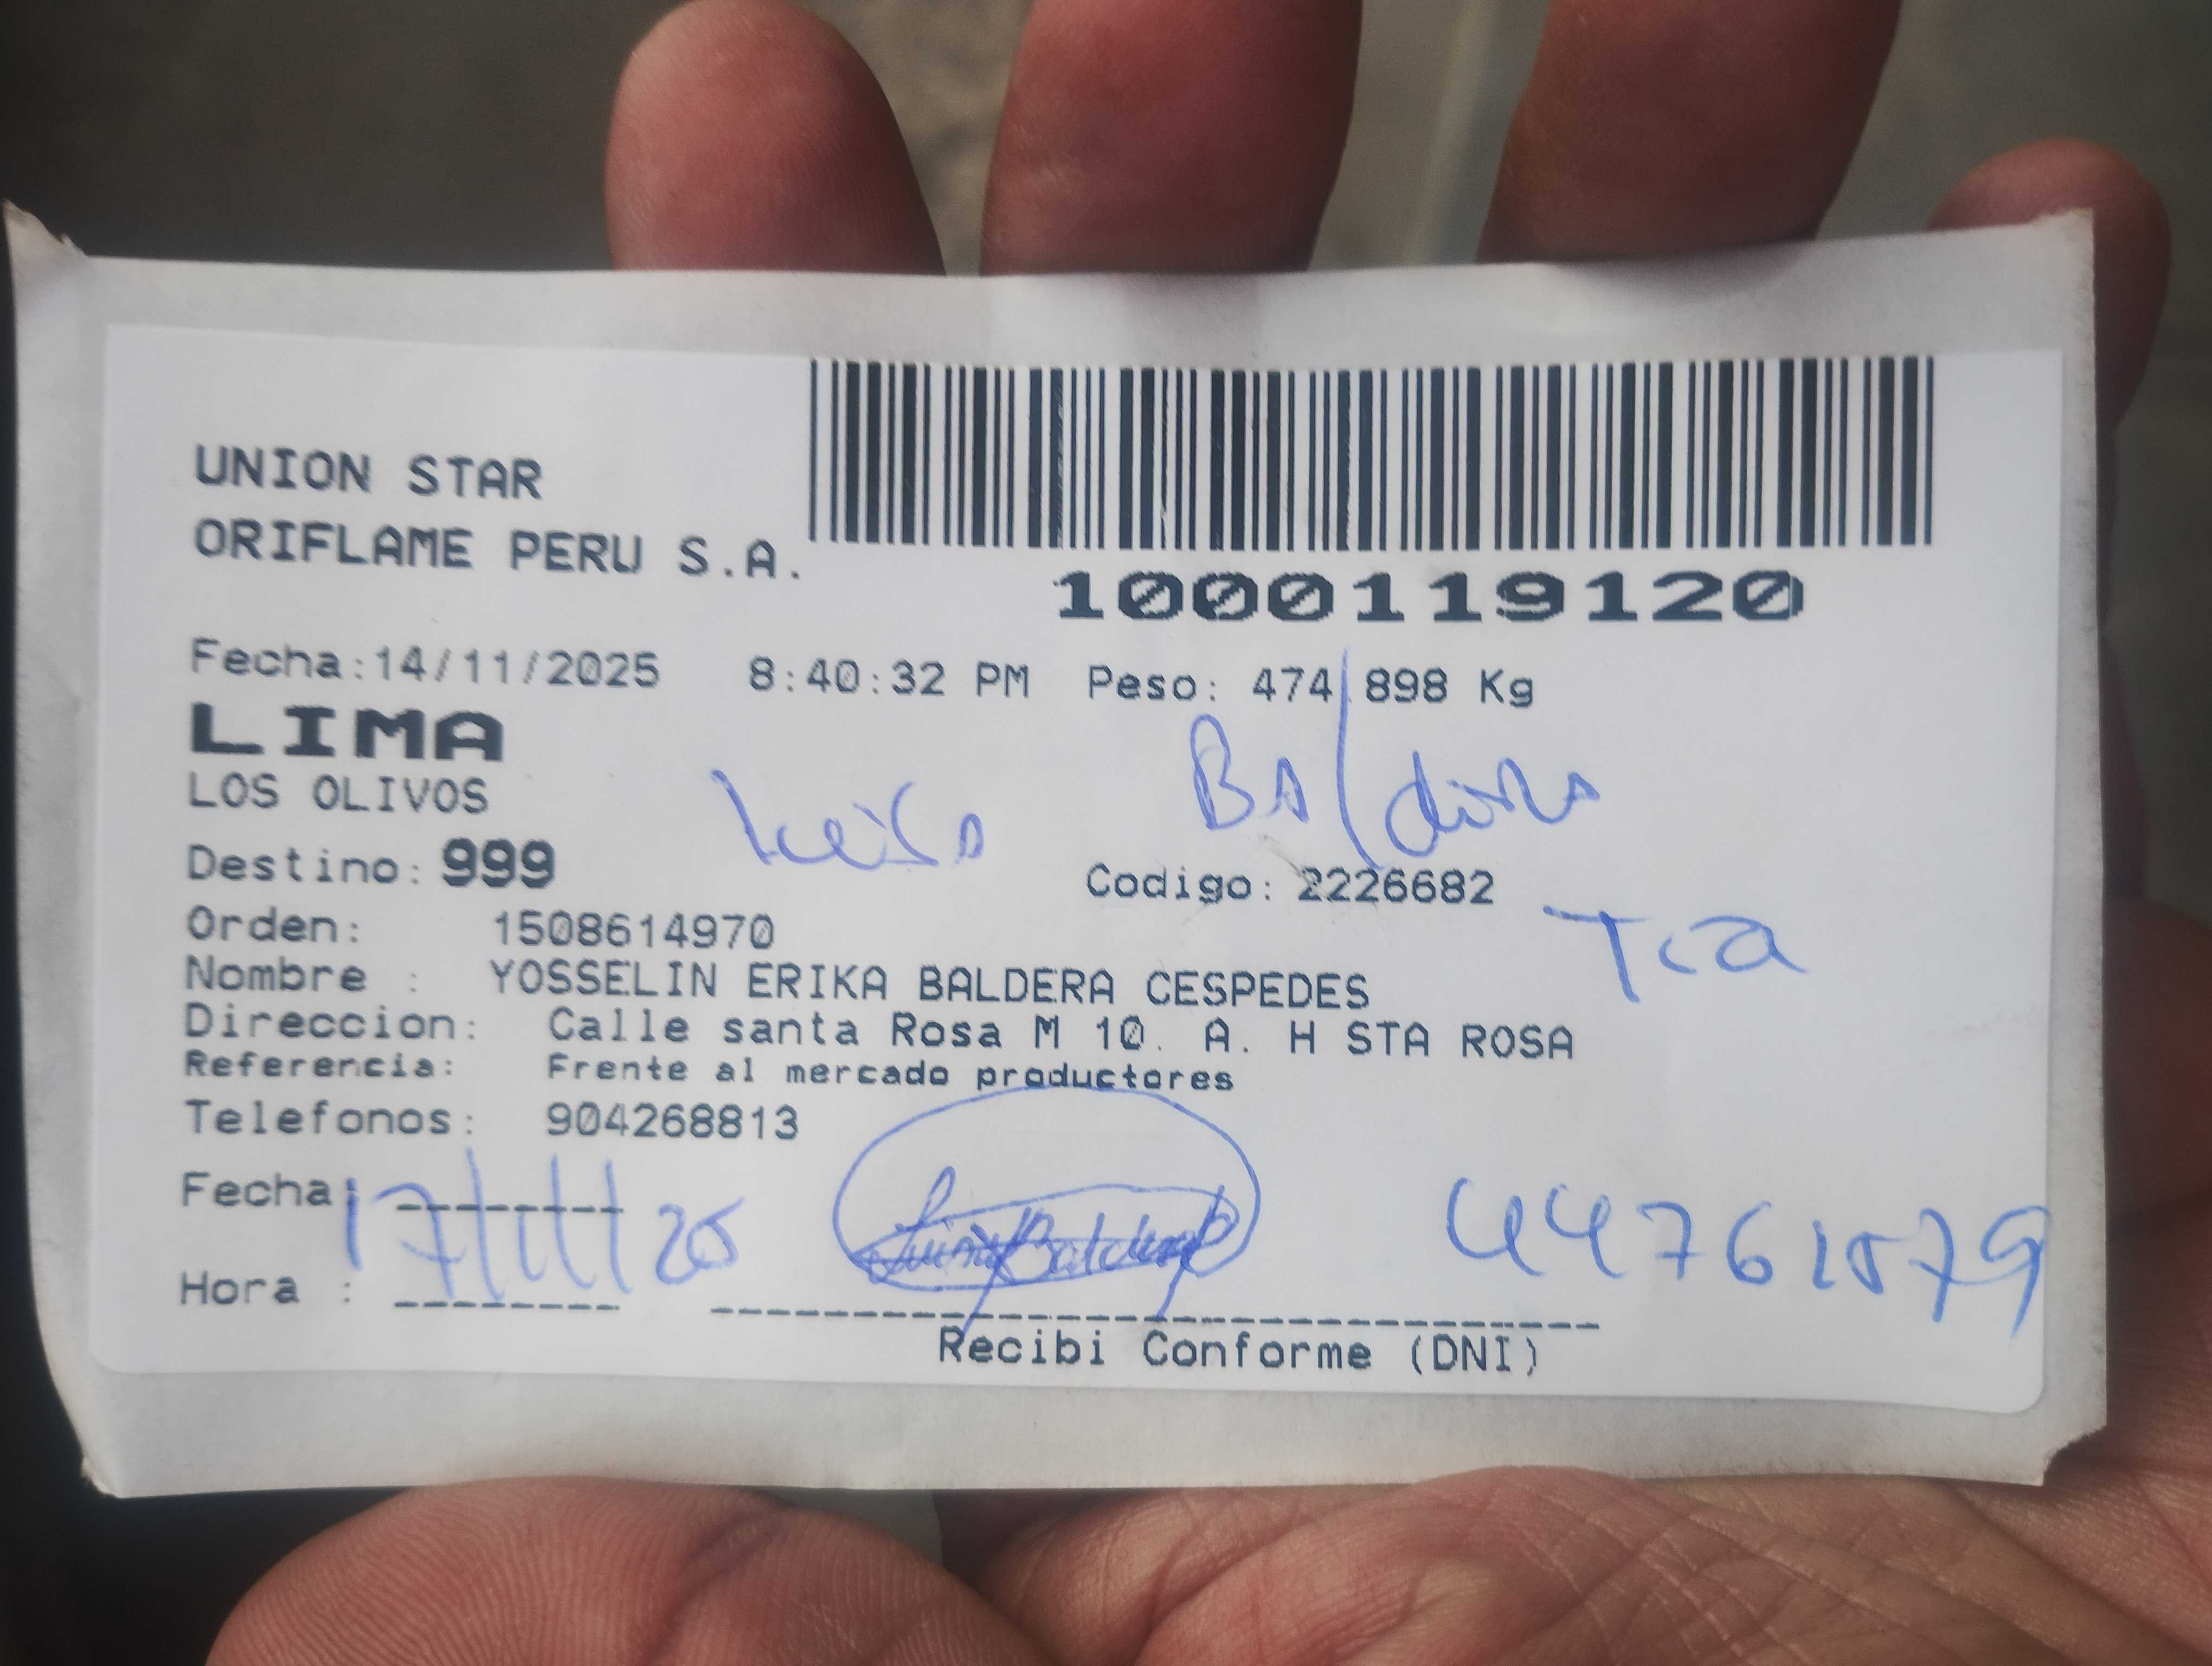 UNION STAR
ORIFLAME PERU S.A.
1000119120
Fecha:14/11/2025 8:40:32 PM Peso: 474.898 Kg
LIMA
LOS OLIVOS
Destino: 999
Codigo: 2226682
Orden: 1508614970
Tia
Nombre : YOSSELIN ERIKA BALDERA CESPEDES
Direccion: Calle santa Rosa M 10. A. H STA ROSA
Referencia: Frente al mercado productores
Telefonos: 904268813
Fecha: 17/11/25
44761579
Hora :
Recibi Conforme (DNI)